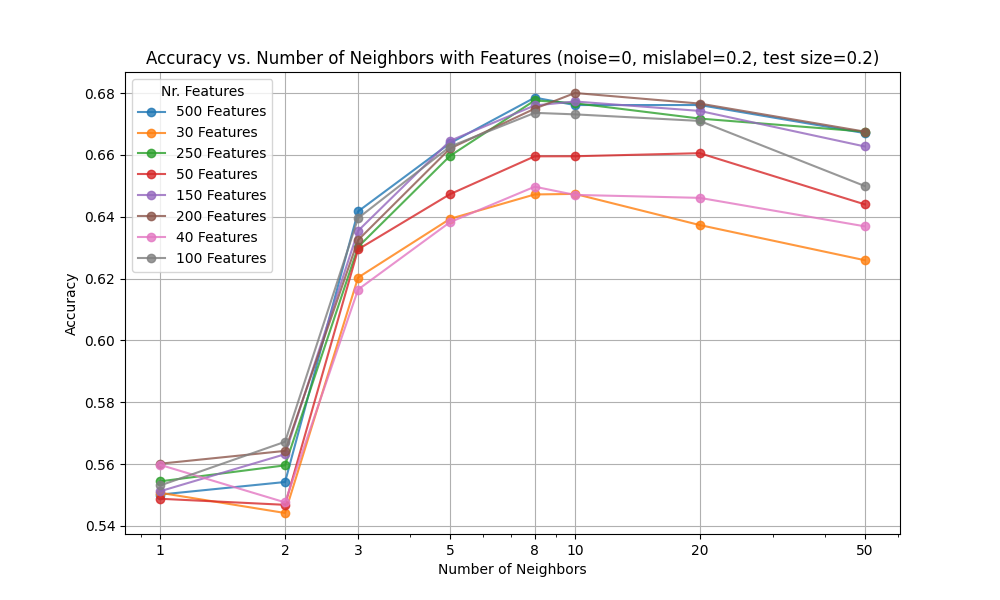 Accuracy vs. Number of Neighbors with Features (noise=0, mislabel=0.2, test size=0.2)
Nr. Features
500 Features
30 Features
250 Features
50 Features
150 Features
200 Features
40 Features
100 Features
Accuracy
0.68
0.66
0.64
0.62
0.60
0.58
0.56
0.54
1 2 3 5 8 10 20 50
Number of Neighbors